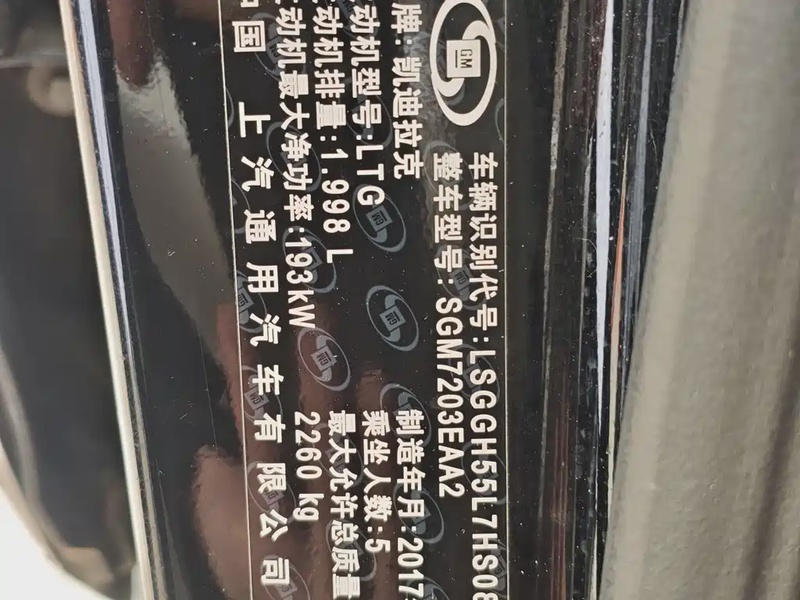 GM
车辆识别代号:LSGGH55L7HS08
整车型号:SGM7203EAA2
牌:凯迪拉克
制造年月:2017
动机型号:LTG
乘坐人数:5
动机排量:1.998 L
最大允许总质量
动机最大净功率:193kW
2260 kg
中国 上汽通用汽车有限公司